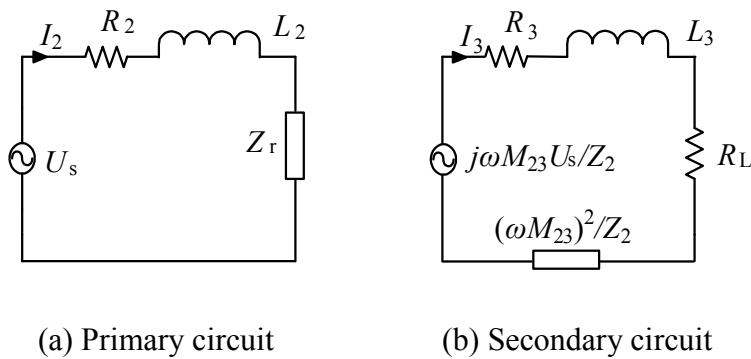 I2
R2
L2
Us
Zr
(a) Primary circuit
I3
R3
L3
jωM23Us/Z2
RL
(ωM23)²/Z2
(b) Secondary circuit